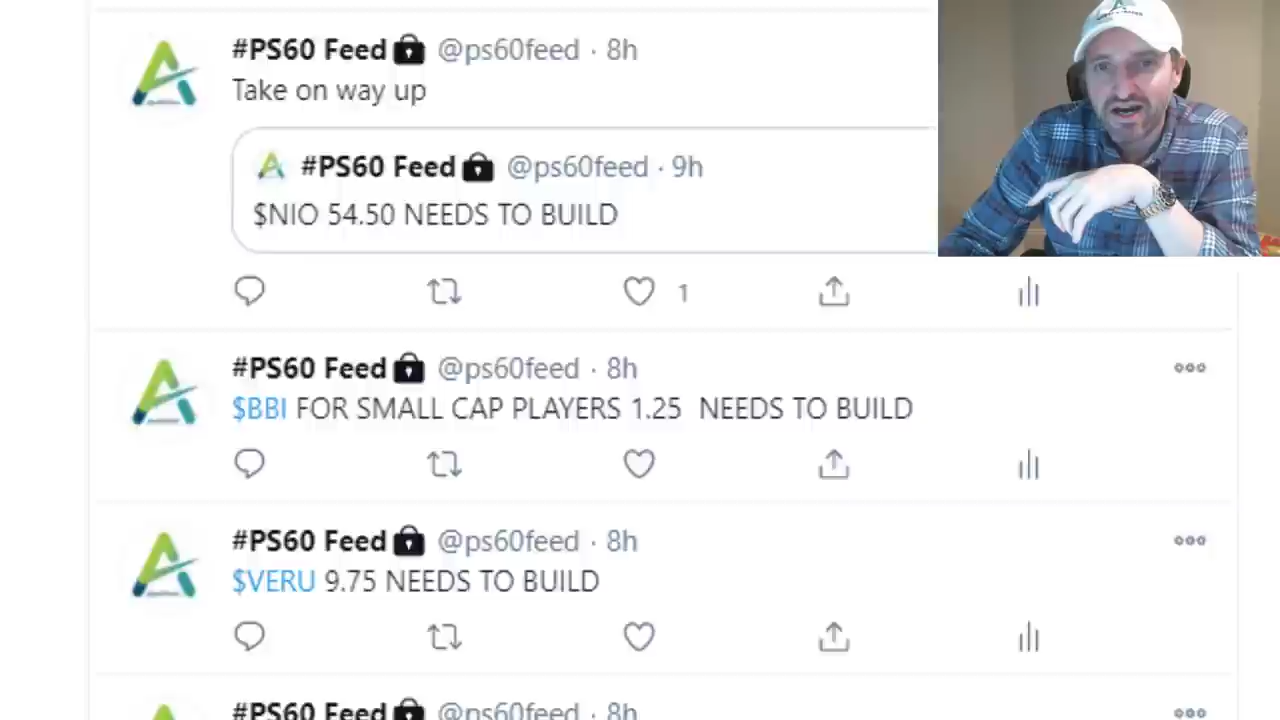 #PS60 Feed @ps60feed · 8h
Take on way up
#PS60 Feed @ps60feed · 9h
$NIO 54.50 NEEDS TO BUILD
1
#PS60 Feed @ps60feed · 8h
$BBI FOR SMALL CAP PLAYERS 1.25 NEEDS TO BUILD
#PS60 Feed @ps60feed · 8h
$VERU 9.75 NEEDS TO BUILD
#PS60 Feed @ps60feed · 8h